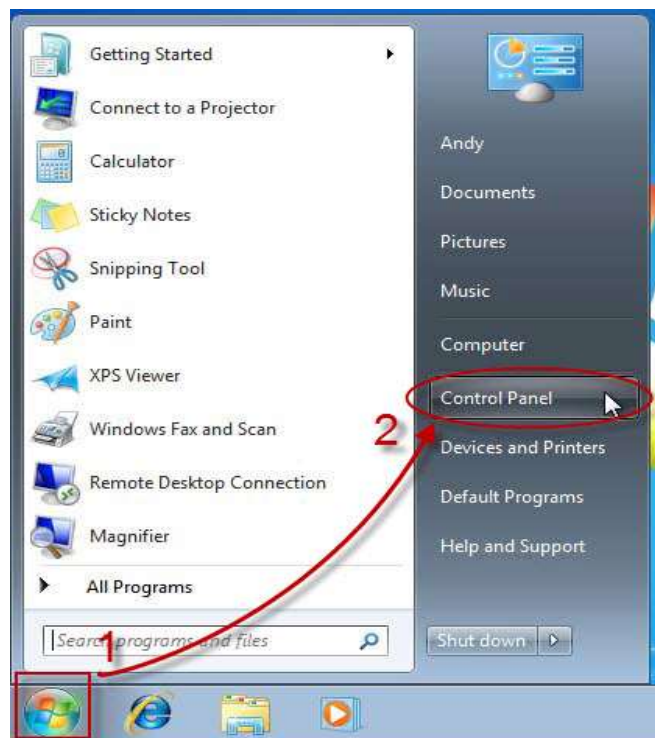 Getting Started
Connect to a Projector
Calculator
Sticky Notes
Snipping Tool
Paint
XPS Viewer
Windows Fax and Scan
Remote Desktop Connection
Magnifier
All Programs
Search programs and files
1
Andy
Documents
Pictures
Music
Computer
Control Panel
2
Devices and Printers
Default Programs
Help and Support
Shut down